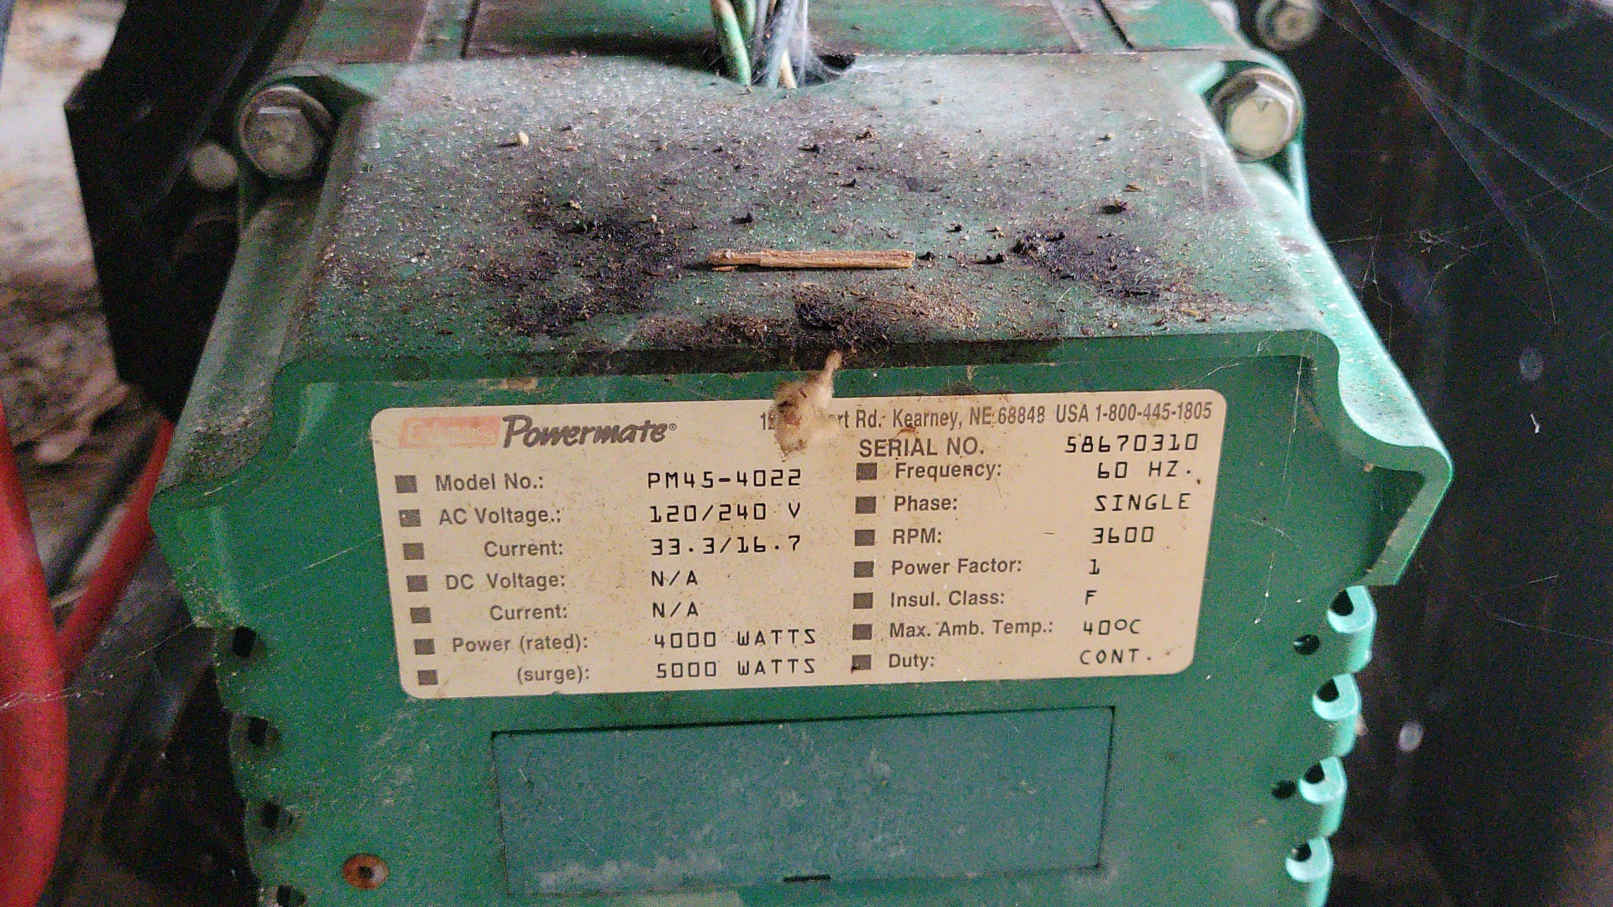 Powermate®
Rd. Kearney, NE 68848 USA 1-800-445-1805
SERIAL NO. 58670310
Model No.: PM45-4022
Frequency: 60 HZ.
AC Voltage.: 120/240 V
Phase: SINGLE
Current: 33.3/16.7
RPM: 3600
DC Voltage: N/A
Power Factor: 1
Current: N/A
Insul. Class: F
Power (rated): 4000 WATTS
Max. Amb. Temp.: 40°C
(surge): 5000 WATTS
Duty: CONT.